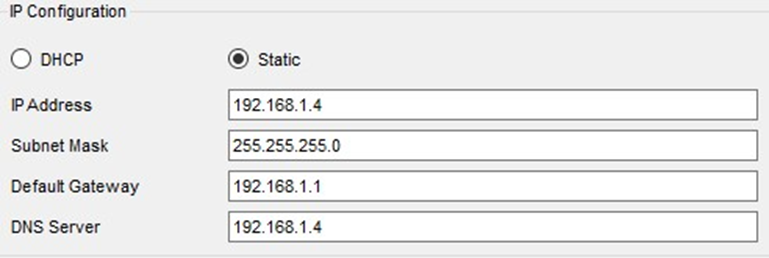 IP Configuration
DHCP Static
IP Address 192.168.1.4
Subnet Mask 255.255.255.0
Default Gateway 192.168.1.1
DNS Server 192.168.1.4